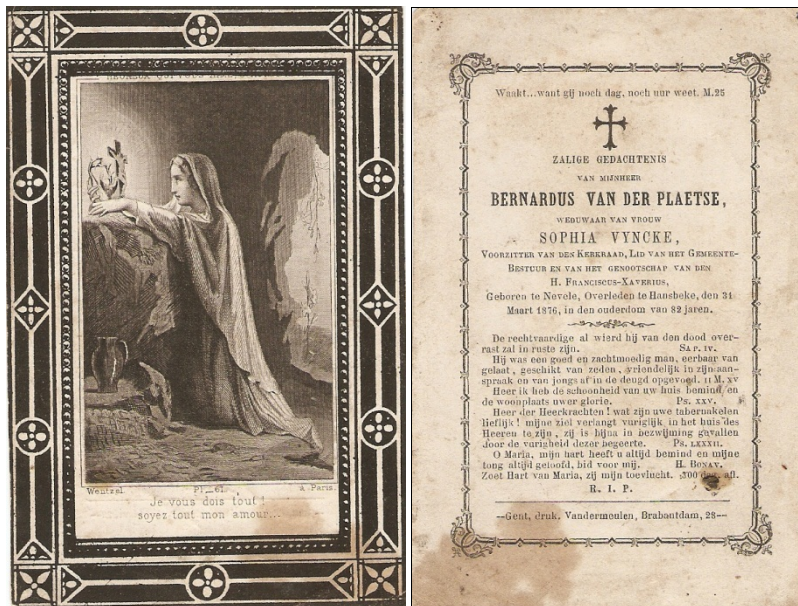 Wentzel.
à Paris.
Je vous dois tout !
soyez tout mon amour...
Waakt...want gij noch dag, noch uur weet. M.25
ZALIGE GEDACHTENIS
VAN MIJNHEER
BERNARDUS VAN DER PLAETSE,
WEDUWAAR VAN VROUW
SOPHIA VYNCKE,
VOORZITTER VAN DEN KERKRAAD, LID VAN HET GEMEENTE-
BESTUUR EN VAN HET GENOOTSCHAP VAN DEN
H. FRANCISCUS-XAVERIUS,
Geboren te Nevele, Overleden te Hansbeke, den 31
Maart 1876, in den ouderdom van 82 jaren.
De rechtvaardige al wierd hij van den dood over-
rast zal in ruste zijn. SAP. IV.
Hij was een goed en zachtmoedig man, eerbaar van
gelaat, geschikt van zeden, vriendelijk in zijn aan-
spraak en van jongs af in de deugd opgevoed. II M. XV
Heer ik heb de schoonheid van uw huis bemind en
de woonplaats uwer glorie. PS. XXV.
Heer der Heerkrachten ! wat zijn uwe tabernakelen
lieflijk ! mijne ziel verlangt vuriglijk in het huis des
Heeren te zijn, zij is bijna in bezwijming gevallen
door de vurigheid dezer begeerte. PS. LXXXII.
O Maria, mijn hart heeft u altijd bemind en mijne
tong altijd geloofd, bid voor mij. H. BONAV.
Zoet Hart van Maria, zij mijn toevlucht. 300 dag. afl.
R. I. P.
—Gent, druk. Vandermeulen, Brabantdam, 28—